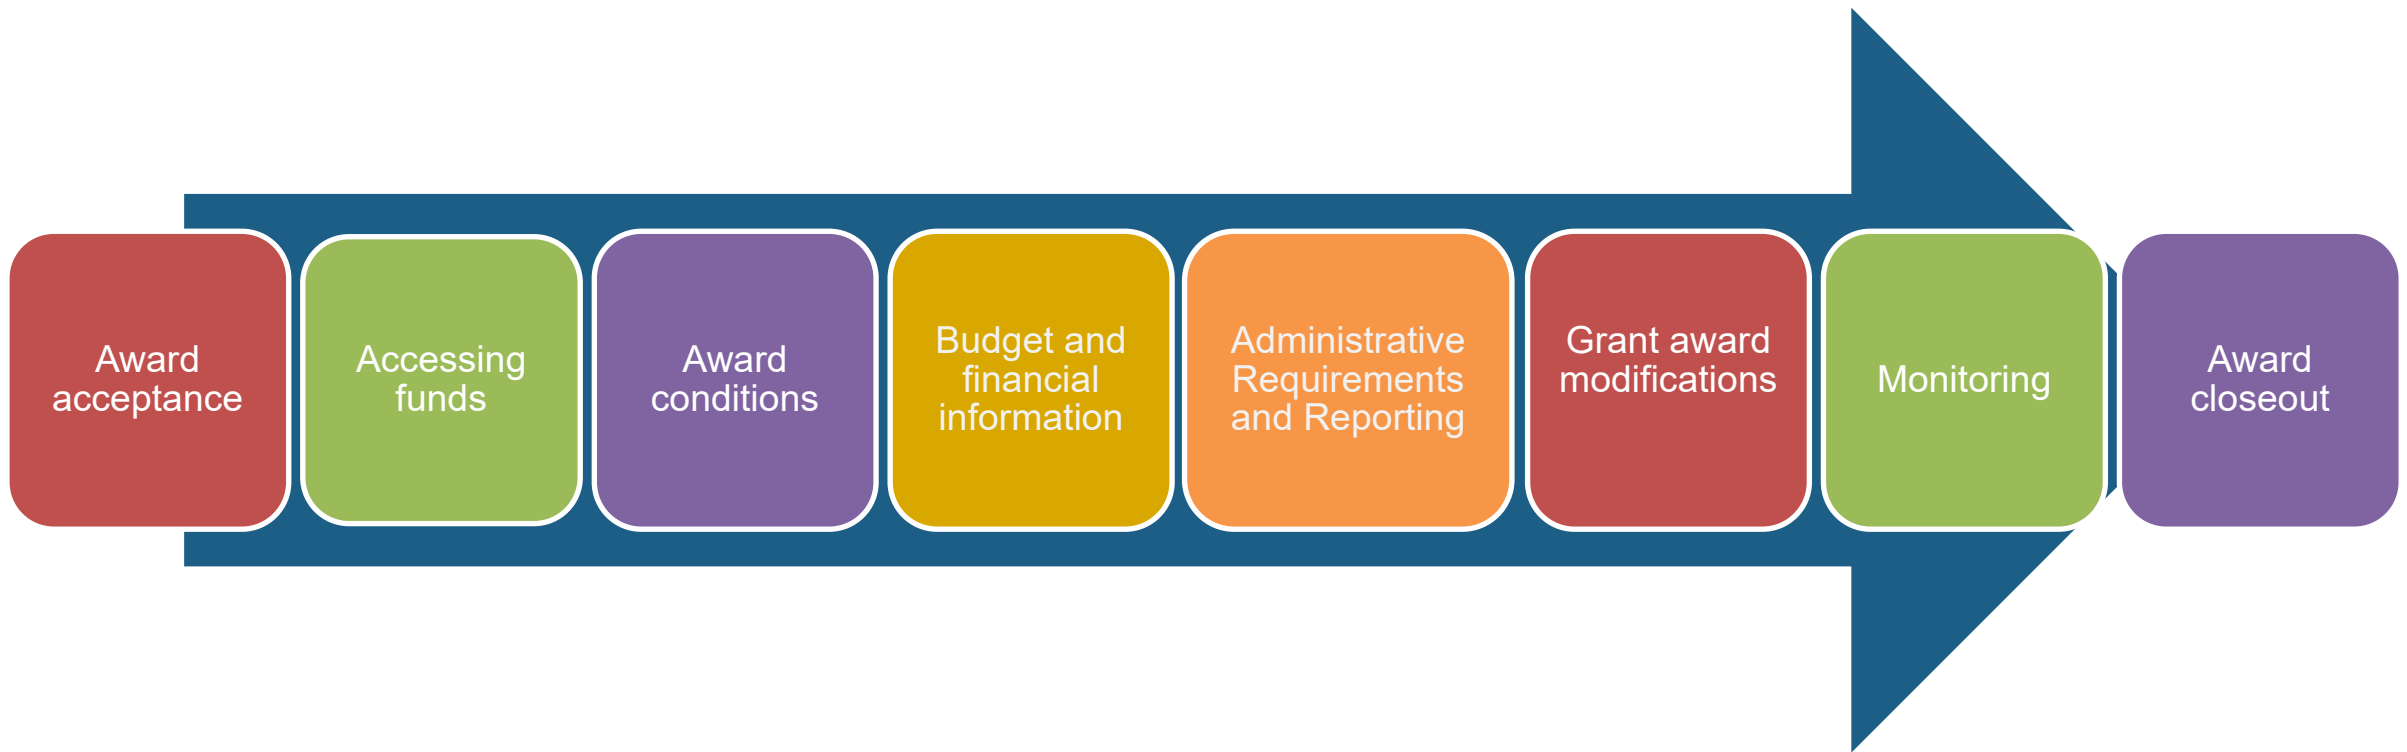 Award
acceptance
Accessing
funds
Award
conditions
Budget and
financial
information
Administrative
Requirements
and Reporting
Grant award
modifications
Monitoring
Award
closeout